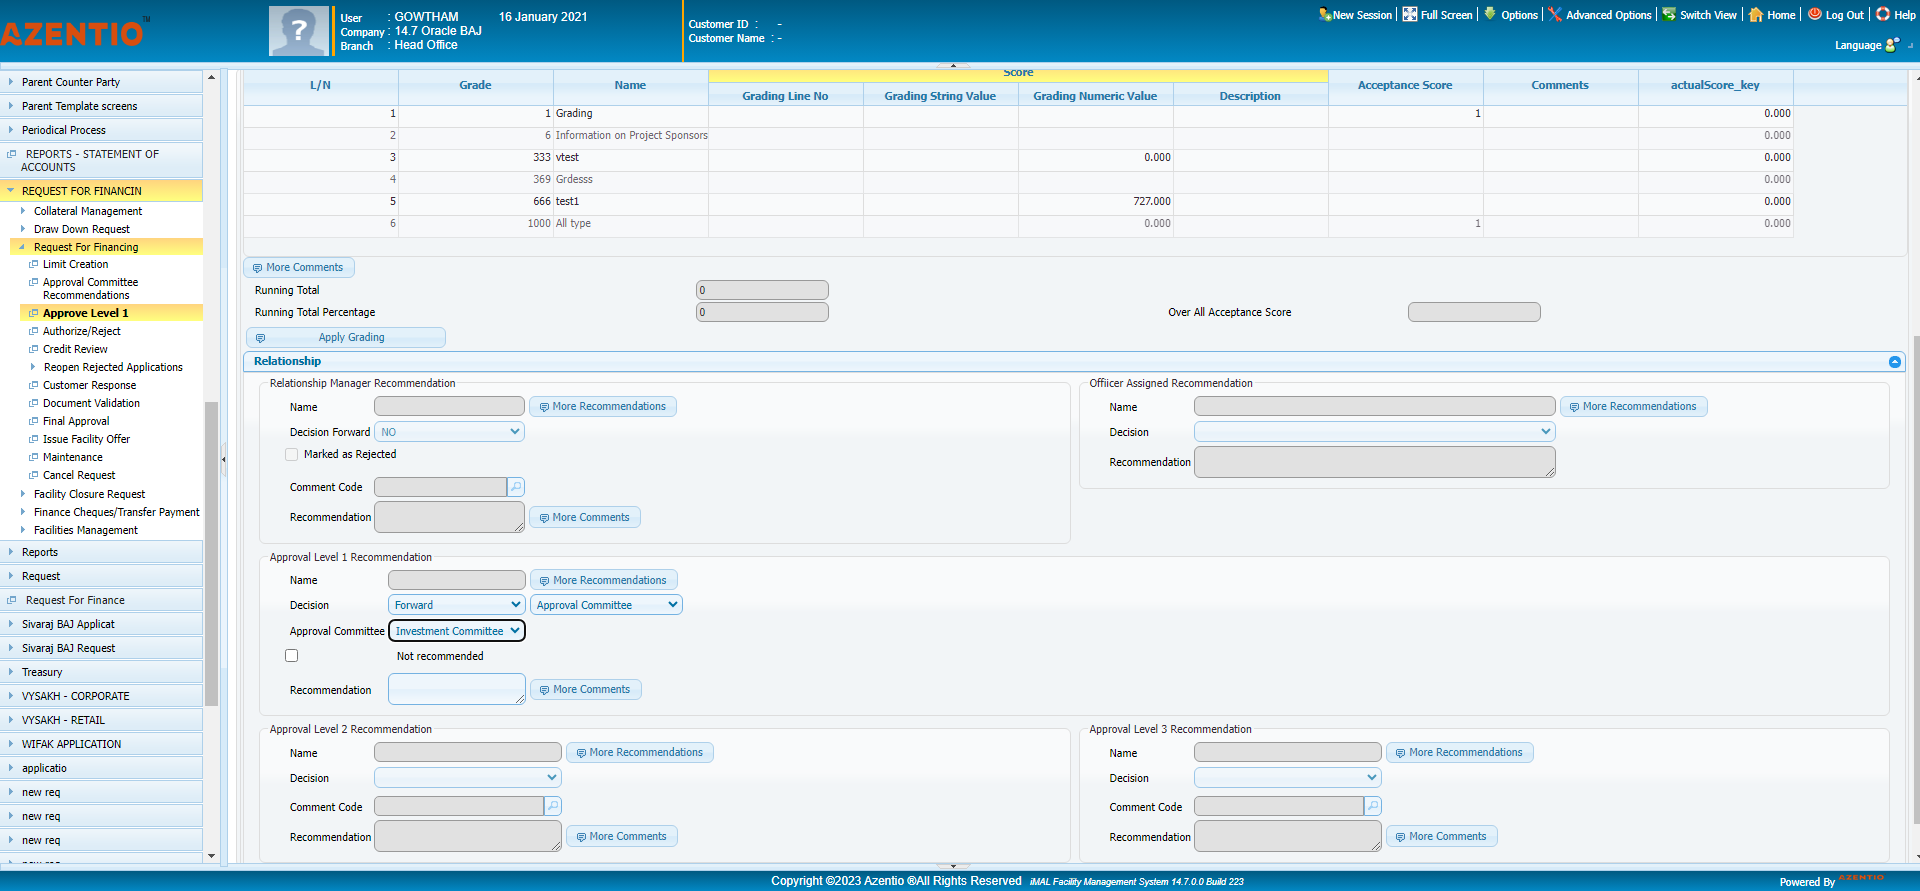 AZENTIO™
User : GOWTHAM 16 January 2021
Company : 14.7 Oracle BAJ
Branch : Head Office
Customer ID : -
Customer Name : -
New Session Full Screen Options Advanced Options Switch View Home Log Out Help
Language
Parent Counter Party
Parent Template screens
Periodical Process
REPORTS - STATEMENT OF
ACCOUNTS
REQUEST FOR FINANCIN
Collateral Management
Draw Down Request
Request For Financing
Limit Creation
Approval Committee
Recommendations
Approve Level 1
Authorize/Reject
Credit Review
Reopen Rejected Applications
Customer Response
Document Validation
Final Approval
Issue Facility Offer
Maintenance
Cancel Request
Facility Closure Request
Finance Cheques/Transfer Payment
Facilities Management
Reports
Request
Request For Finance
Sivaraj BAJ Applicat
Sivaraj BAJ Request
Treasury
VYSAKH - CORPORATE
VYSAKH - RETAIL
WIFAK APPLICATION
applicatio
new req
new req
new req
Score
L/N Grade Name Grading Line No Grading String Value Grading Numeric Value Description Acceptance Score Comments actualScore_key
1 1 Grading 1 0.000
2 6 Information on Project Sponsors 0.000
3 333 vtest 0.000 0.000
4 369 Grdesss 0.000
5 666 test1 727.000 0.000
6 1000 All type 0.000 1 0.000
More Comments
Running Total 0
Running Total Percentage 0 Over All Acceptance Score
Apply Grading
Relationship
Relationship Manager Recommendation
Name More Recommendations
Decision Forward NO
Marked as Rejected
Comment Code
Recommendation More Comments
Officer Assigned Recommendation
Name More Recommendations
Decision
Recommendation
Approval Level 1 Recommendation
Name More Recommendations
Decision Forward Approval Committee
Approval Committee Investment Committee
Not recommended
Recommendation More Comments
Approval Level 2 Recommendation
Name More Recommendations
Decision
Comment Code
Recommendation More Comments
Approval Level 3 Recommendation
Name More Recommendations
Decision
Comment Code
Recommendation More Comments
Copyright ©2023 Azentio ®All Rights Reserved iMAL Facility Management System 14.7.0.0 Build 223
Powered By AZENTIO